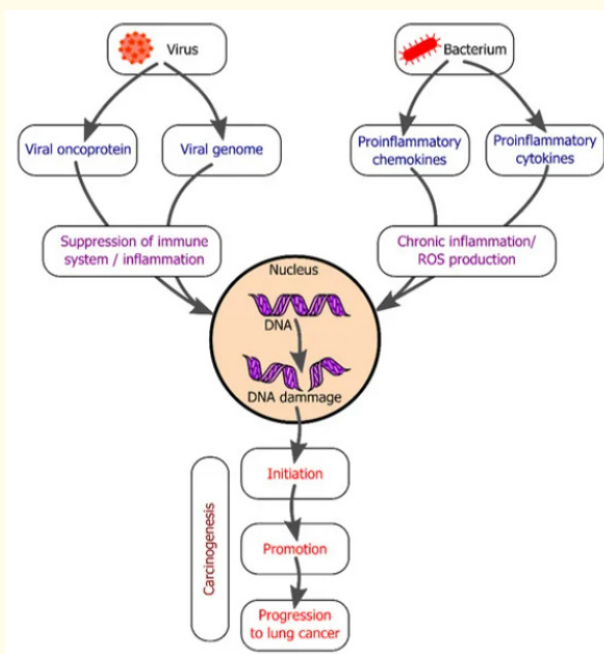 Virus
Bacterium
Viral oncoprotein
Viral genome
Proinflammatory
chemokines
Proinflammatory
cytokines
Suppression of immune
system / inflammation
Chronic inflammation/
ROS production
Nucleus
DNA
DNA dammage
Carcinogenesis
Initiation
Promotion
Progression
to lung cancer